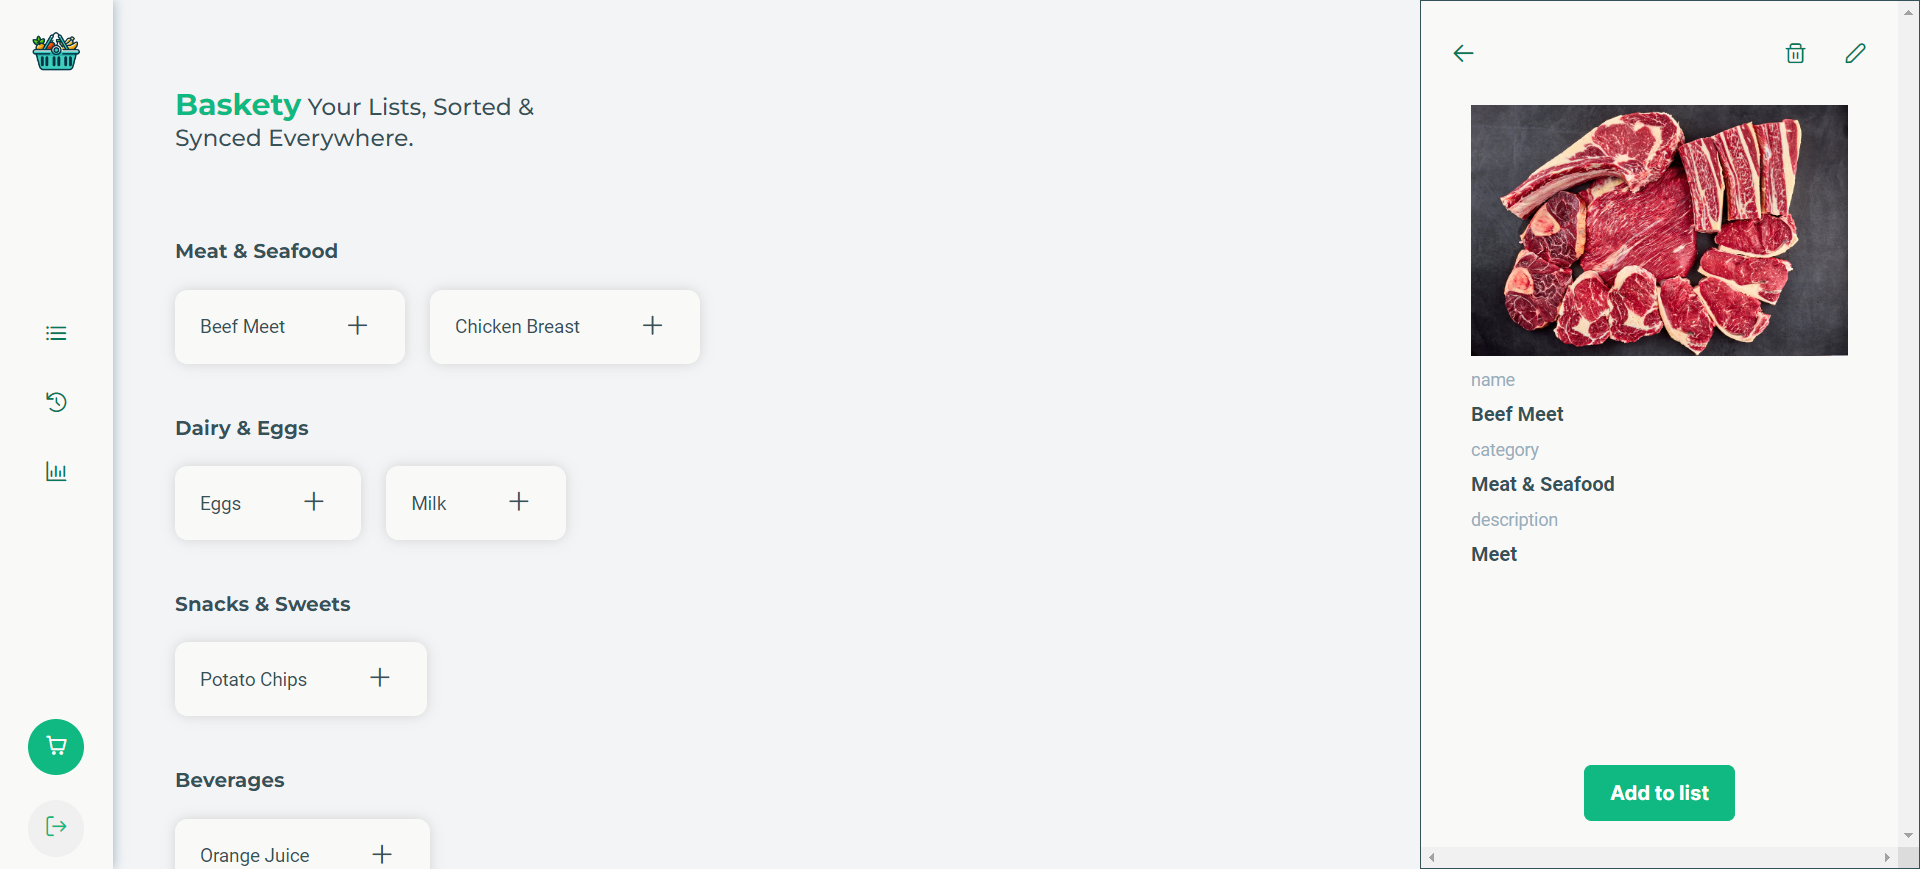 Baskety Your Lists, Sorted &
Synced Everywhere.
Meat & Seafood
Beef Meet
Chicken Breast
Dairy & Eggs
Eggs
Milk
Snacks & Sweets
Potato Chips
Beverages
Orange Juice
name
Beef Meet
category
Meat & Seafood
description
Meet
Add to list